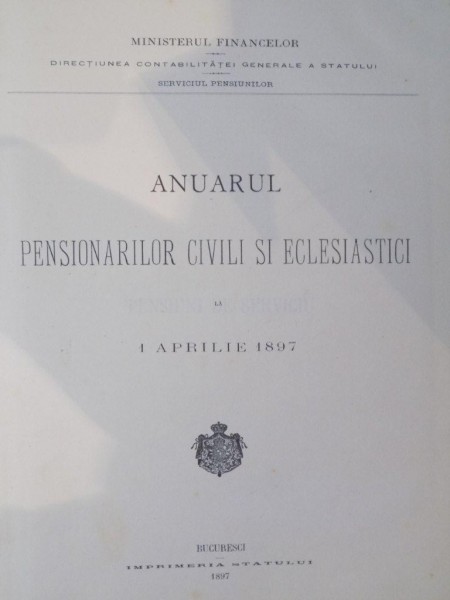 MINISTERUL FINANCELOR
DIRECȚIUNEA CONTABILITĂȚEI GENERALE A STATULUI
SERVICIUL PENSIUNILOR
ANUARUL
PENSIONARILOR CIVILI SI ECLESIASTICI
LA
1 APRILIE 1897
BUCURESCI
IMPRIMERIA STATULUI
1897